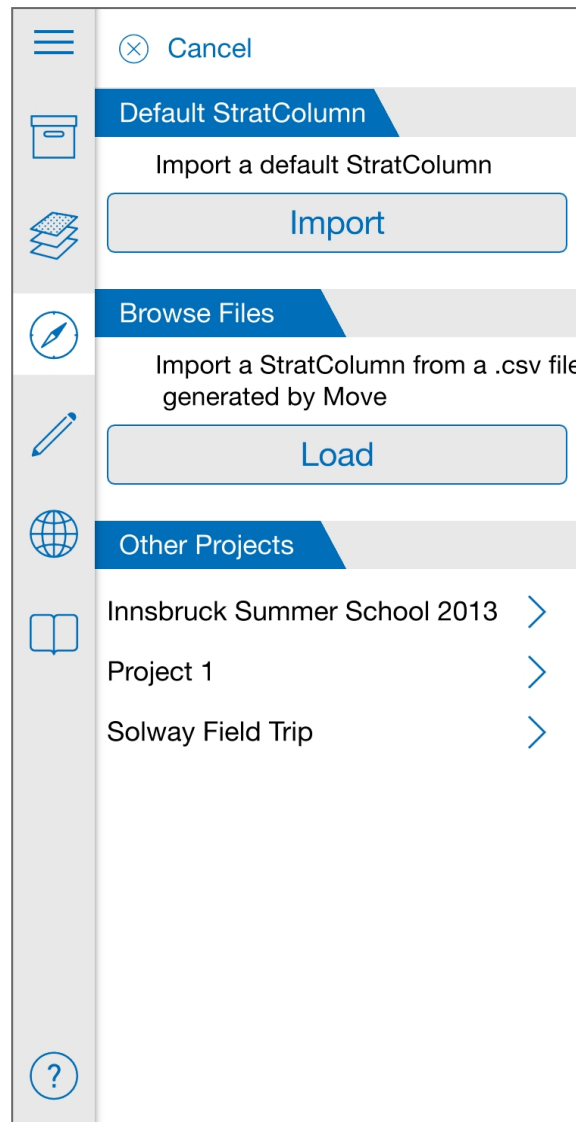 Cancel
Default StratColumn
Import a default StratColumn
Import
Browse Files
Import a StratColumn from a .csv file
generated by Move
Load
Other Projects
Innsbruck Summer School 2013
Project 1
Solway Field Trip
?